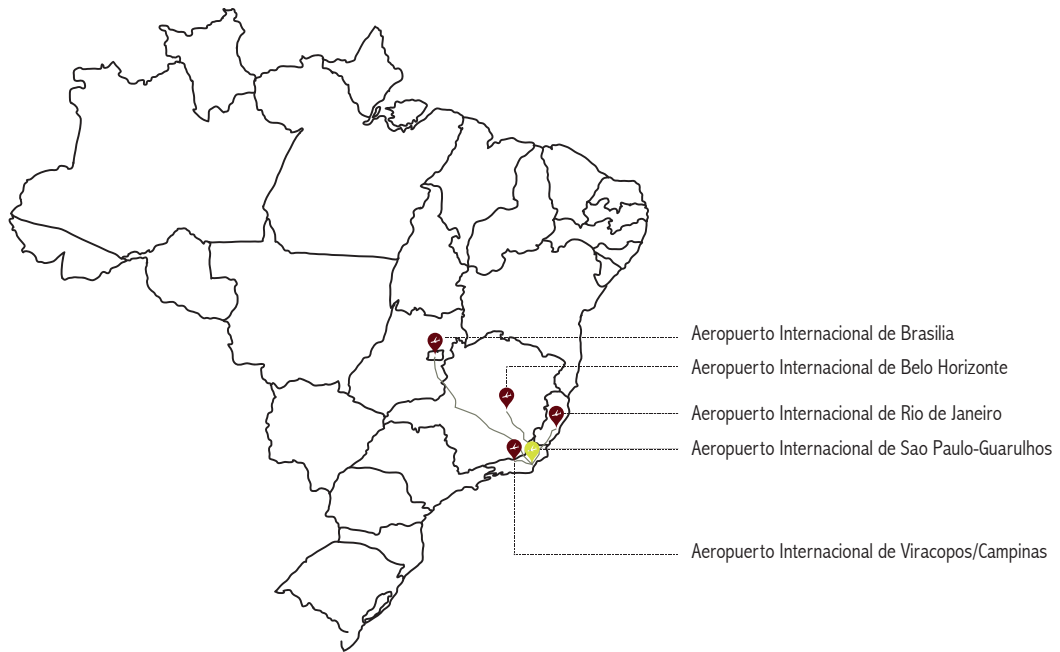 Aeropuerto Internacional de Brasilia
Aeropuerto Internacional de Belo Horizonte
Aeropuerto Internacional de Rio de Janeiro
Aeropuerto Internacional de Sao Paulo-Guarulhos
Aeropuerto Internacional de Viracopos/Campinas